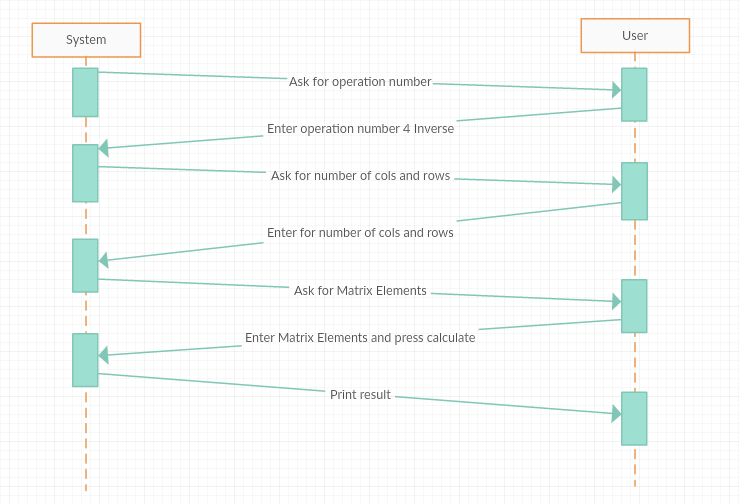 System
User
Ask for operation number
Enter operation number 4 Inverse
Ask for number of cols and rows
Enter for number of cols and rows
Ask for Matrix Elements
Enter Matrix Elements and press calculate
Print result